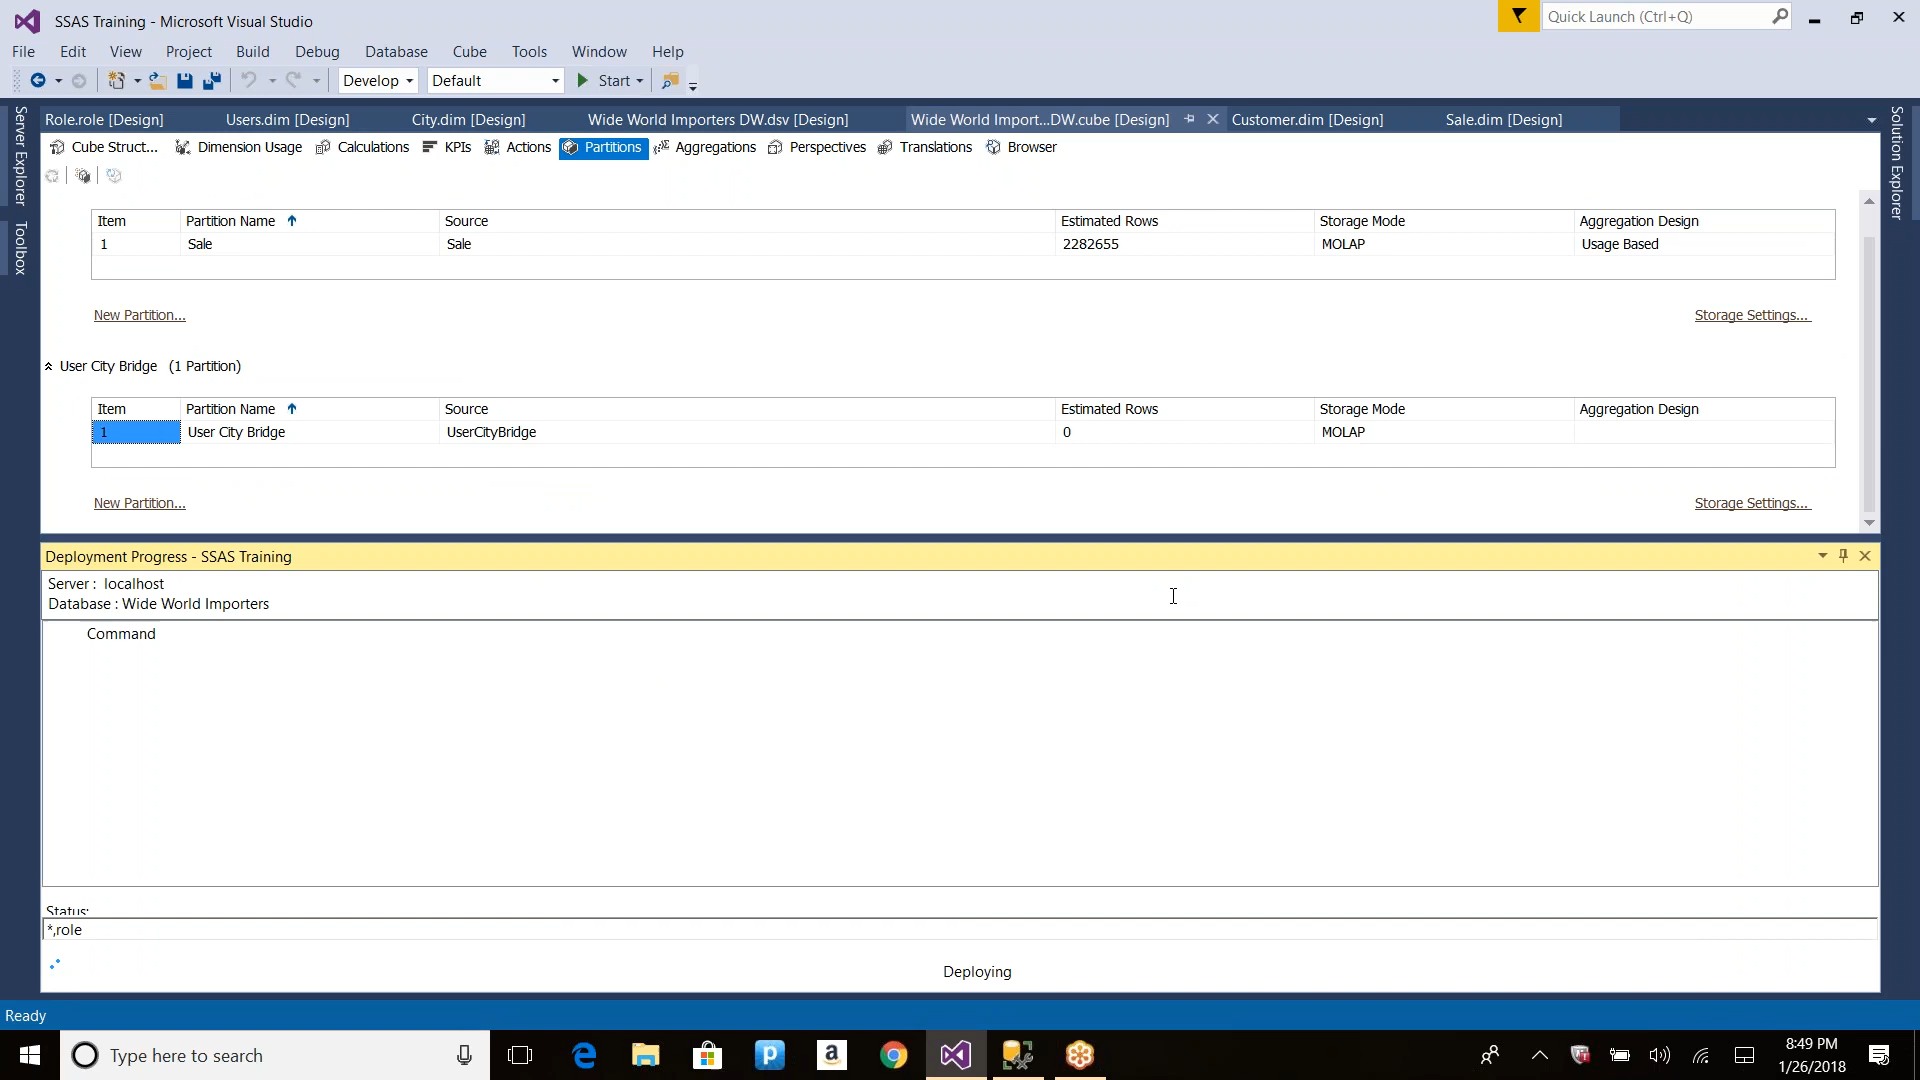 SSAS Training - Microsoft Visual Studio
Quick Launch (Ctrl+Q)
File Edit View Project Build Debug Database Cube Tools Window Help
Develop Default Start
Server Explorer
Toolbox
Solution Explorer
Role.role [Design] Users.dim [Design] City.dim [Design] Wide World Importers DW.dsv [Design] Wide World Import...DW.cube [Design] Customer.dim [Design] Sale.dim [Design]
Cube Struct... Dimension Usage Calculations KPIs Actions Partitions Aggregations Perspectives Translations Browser
Item Partition Name Source Estimated Rows Storage Mode Aggregation Design
1 Sale Sale 2282655 MOLAP Usage Based
New Partition... Storage Settings...
User City Bridge (1 Partition)
Item Partition Name Source Estimated Rows Storage Mode Aggregation Design
1 User City Bridge UserCityBridge 0 MOLAP
New Partition... Storage Settings...
Deployment Progress - SSAS Training
Server : localhost
Database : Wide World Importers
Command
Status:
*,role
Deploying
Ready
Type here to search
8:49 PM
1/26/2018